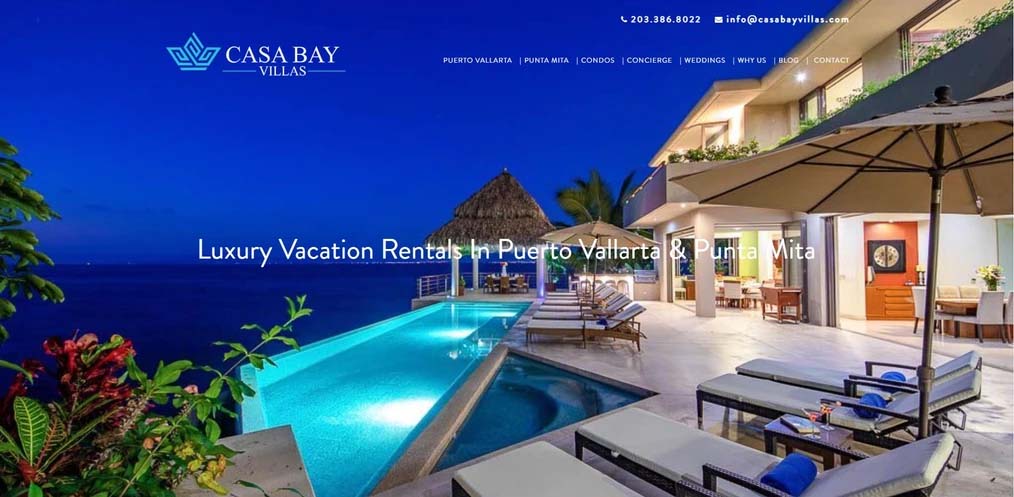 203.386.8022 info@casabayvillas.com
CASA BAY
VILLAS
PUERTO VALLARTA | PUNTA MITA | CONDOS | CONCIERGE | WEDDINGS | WHY US | BLOG | CONTACT
Luxury Vacation Rentals In Puerto Vallarta & Punta Mita